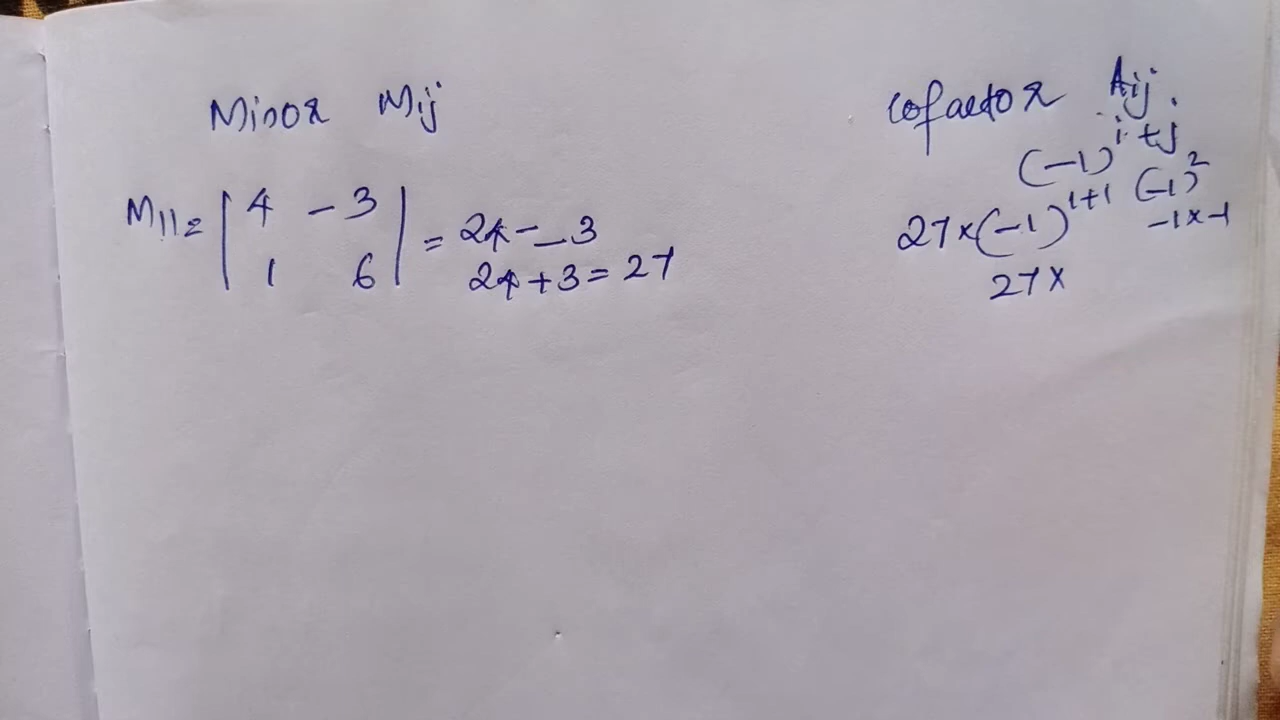 Minor Mij
Cofactor Aij.
(-1)^i+j
M11= | 4 -3 | = 24 - -3
| 1 6 | 24+3=27
27×(-1)^1+1 (-1)^2
-1×-1
27×